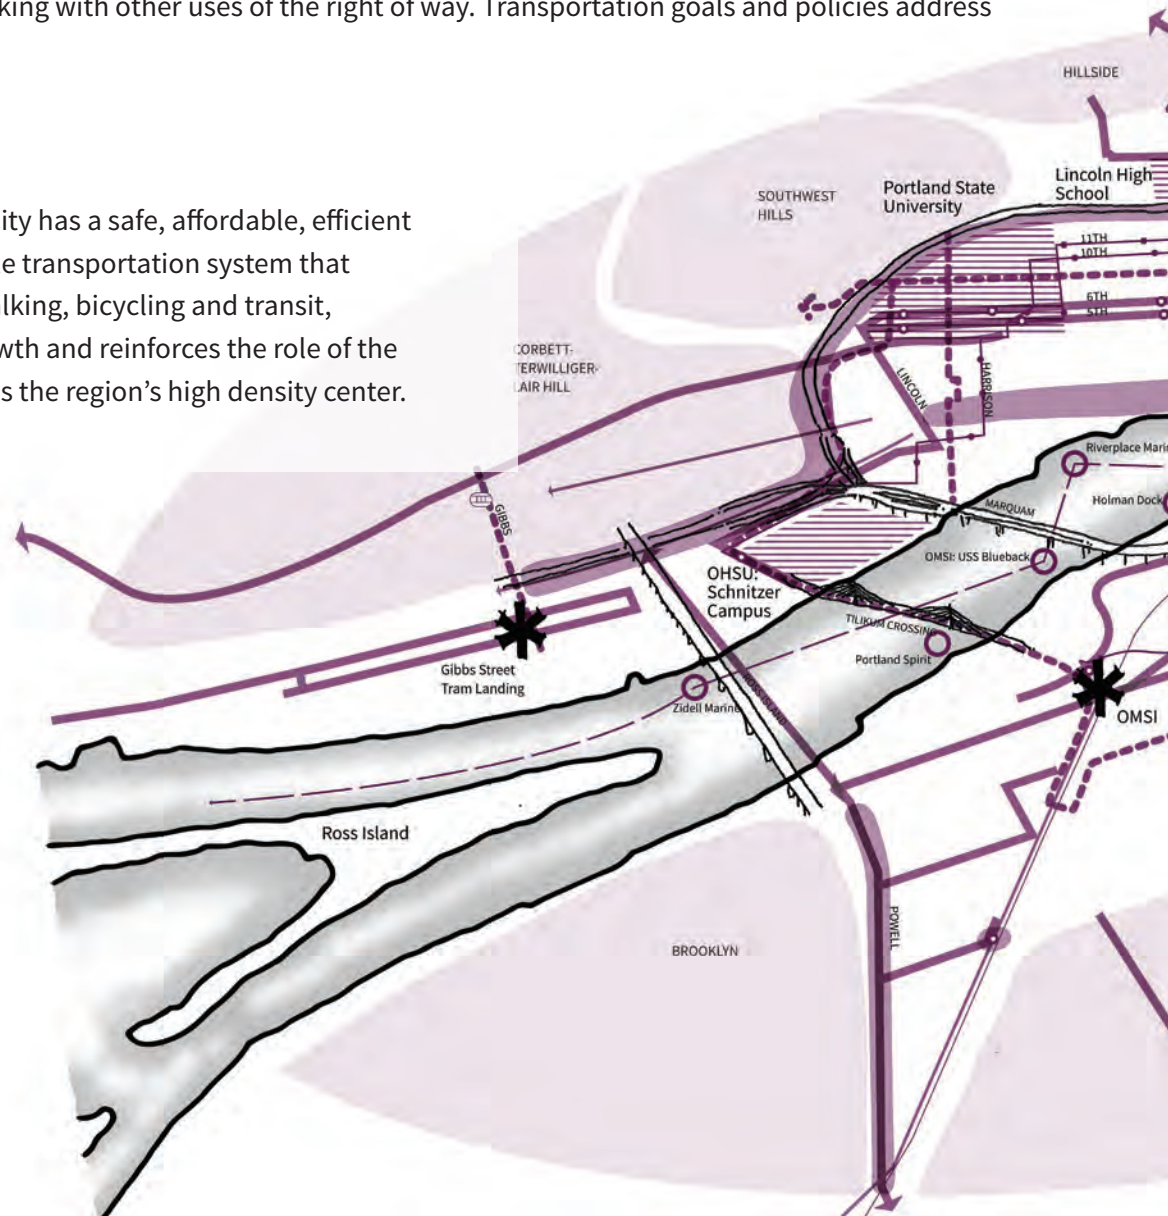 king with other uses of the right of way. Transportation goals and policies address
HILLSIDE
ity has a safe, affordable, efficient
e transportation system that
lking, bicycling and transit,
wth and reinforces the role of the
s the region's high density center.
SOUTHWEST
HILLS
Portland State
University
Lincoln High
School
11TH
10TH
6TH
5TH
CORBETT-
TERWILLIGER-
LAIR HILL
LINCOLN
HARRISON
GIBBS
Riverplace Mari
Holman Dock
MARQUAM
OMSI: USS Blueback
OHSU:
Schnitzer
Campus
TILIKUM CROSSING
Portland Spirit
Gibbs Street
Tram Landing
Zidell Marine
ROSS ISLAND
OMSI
Ross Island
POWELL
BROOKLYN